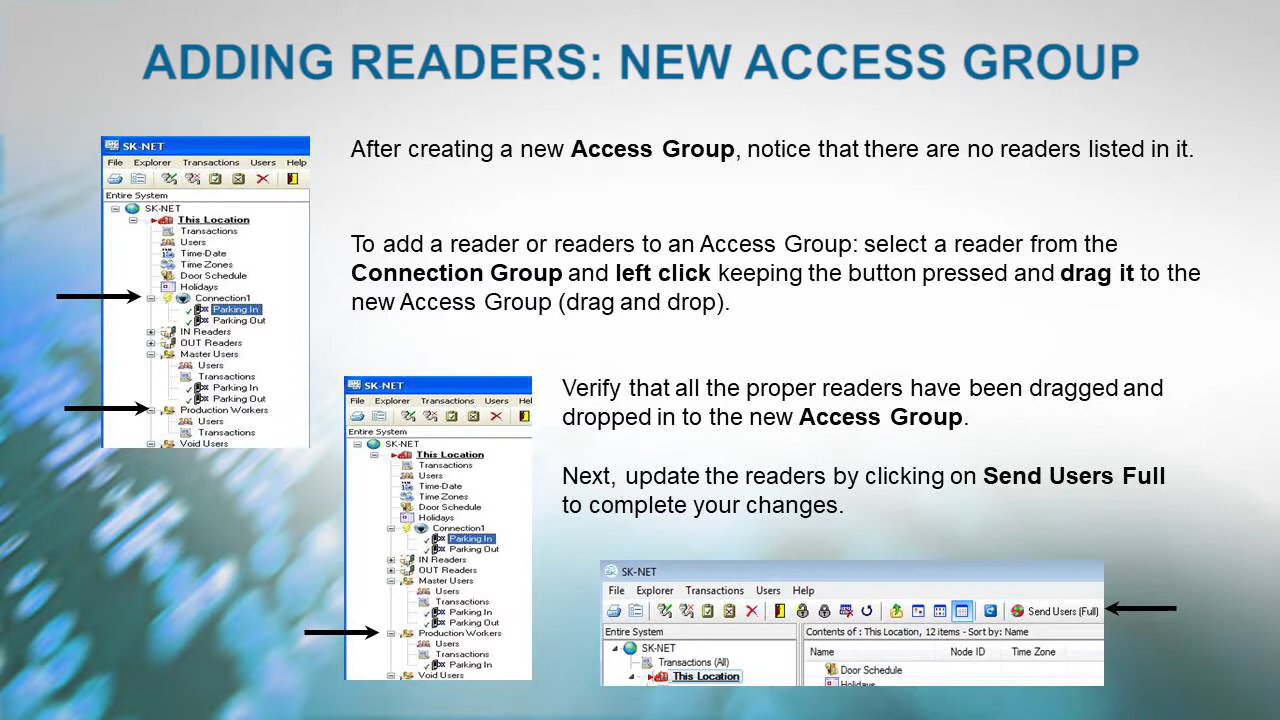 ADDING READERS: NEW ACCESS GROUP
SK-NET
File Explorer Transactions Users Help
Entire System
SK-NET
This Location
Transactions
Users
Time-Date
Time Zones
Door Schedule
Holidays
Connection1
Parking In
Parking Out
IN Readers
OUT Readers
Master Users
Users
Transactions
Parking In
Parking Out
Production Workers
Users
Transactions
Void Users
After creating a new Access Group, notice that there are no readers listed in it.
To add a reader or readers to an Access Group: select a reader from the
Connection Group and left click keeping the button pressed and drag it to the
new Access Group (drag and drop).
SK-NET
File Explorer Transactions Users Hel
Entire System
SK-NET
This Location
Transactions
Users
Time-Date
Time Zones
Door Schedule
Holidays
Connection1
Parking In
Parking Out
IN Readers
OUT Readers
Master Users
Users
Transactions
Parking In
Parking Out
Production Workers
Users
Transactions
Parking In
Void Users
Verify that all the proper readers have been dragged and
dropped in to the new Access Group.
Next, update the readers by clicking on Send Users Full
to complete your changes.
SK-NET
File Explorer Transactions Users Help
Send Users (Full)
Entire System
Contents of : This Location, 12 items - Sort by: Name
SK-NET
Transactions (All)
This Location
Name Node ID Time Zone
Door Schedule
Holidays